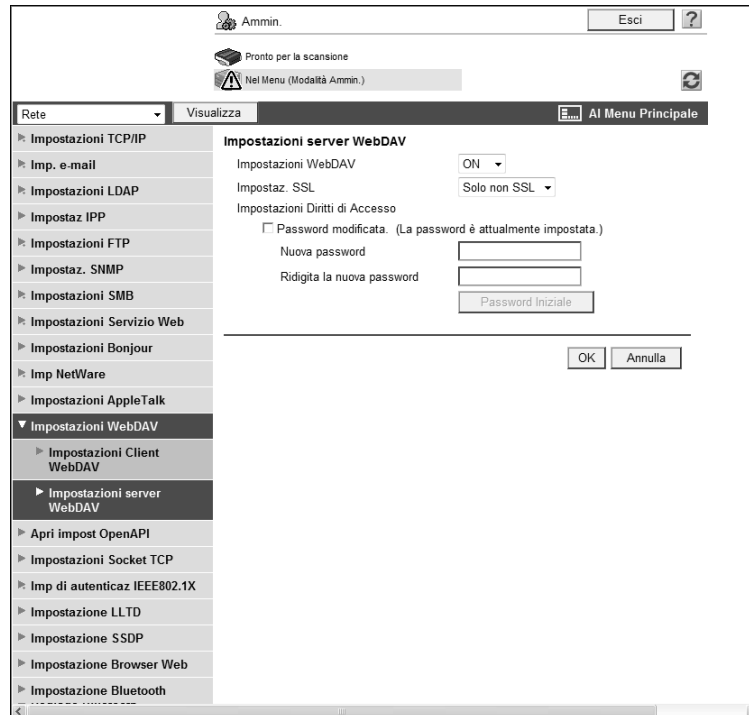 Ammin.
Esci
?
Pronto per la scansione
Nel Menu (Modalità Ammin.)
Rete
Visualizza
Al Menu Principale
Impostazioni TCP/IP
Imp. e-mail
Impostazioni LDAP
Impostaz IPP
Impostazioni FTP
Impostaz. SNMP
Impostazioni SMB
Impostazioni Servizio Web
Impostazioni Bonjour
Imp NetWare
Impostazioni AppleTalk
Impostazioni WebDAV
Impostazioni Client
WebDAV
Impostazioni server
WebDAV
Apri impost OpenAPI
Impostazioni Socket TCP
Imp di autenticaz IEEE802.1X
Impostazione LLTD
Impostazione SSDP
Impostazione Browser Web
Impostazione Bluetooth
Impostazioni server WebDAV
Impostazioni WebDAV
ON
Impostaz. SSL
Solo non SSL
Impostazioni Diritti di Accesso
Password modificata. (La password è attualmente impostata.)
Nuova password
Ridigita la nuova password
Password Iniziale
OK
Annulla